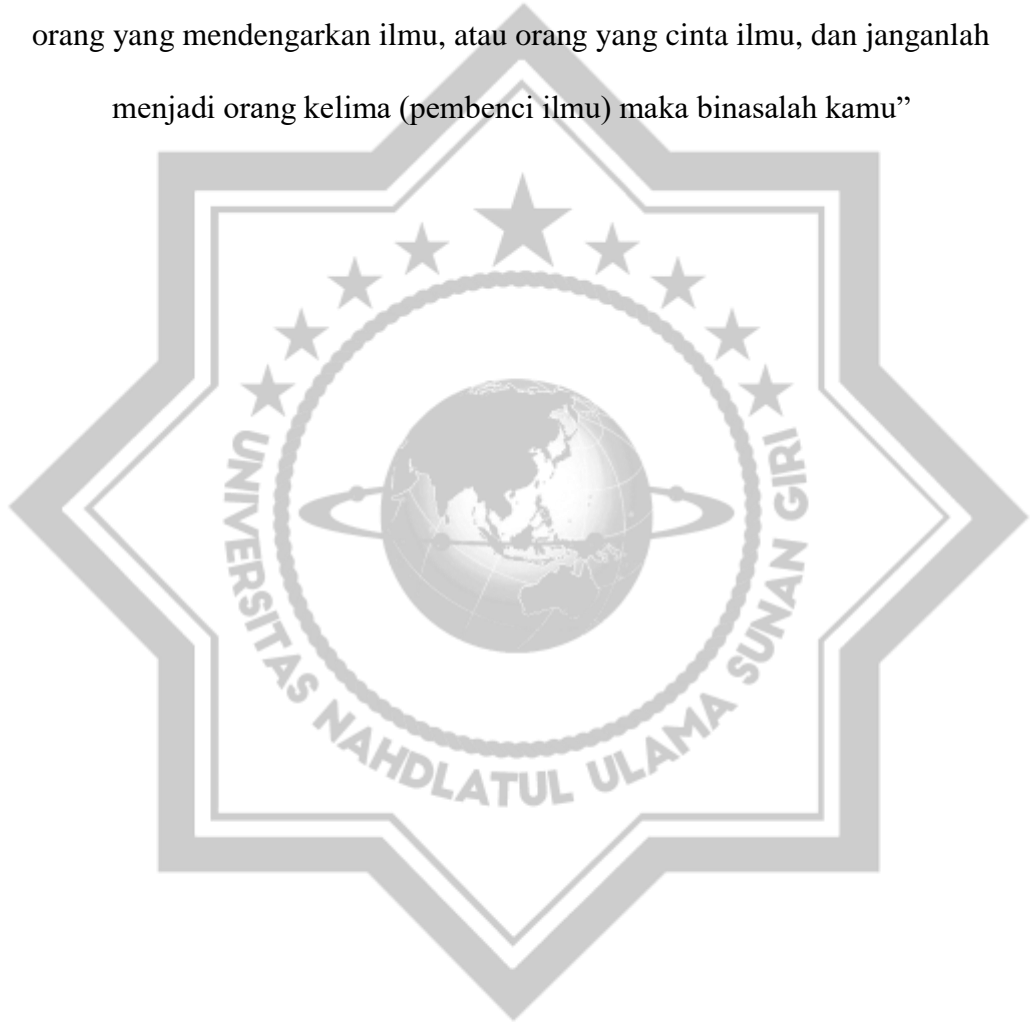 orang yang mendengarkan ilmu, atau orang yang cinta ilmu, dan janganlah
menjadi orang kelima (pembenci ilmu) maka binasalah kamu”
UNIVERSITAS NAHDLATUL ULAMA SUNAN GIRI